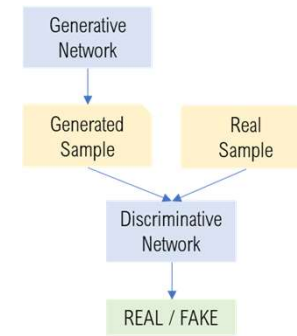 Generative
Network
Generated
Sample
Real
Sample
Discriminative
Network
REAL / FAKE